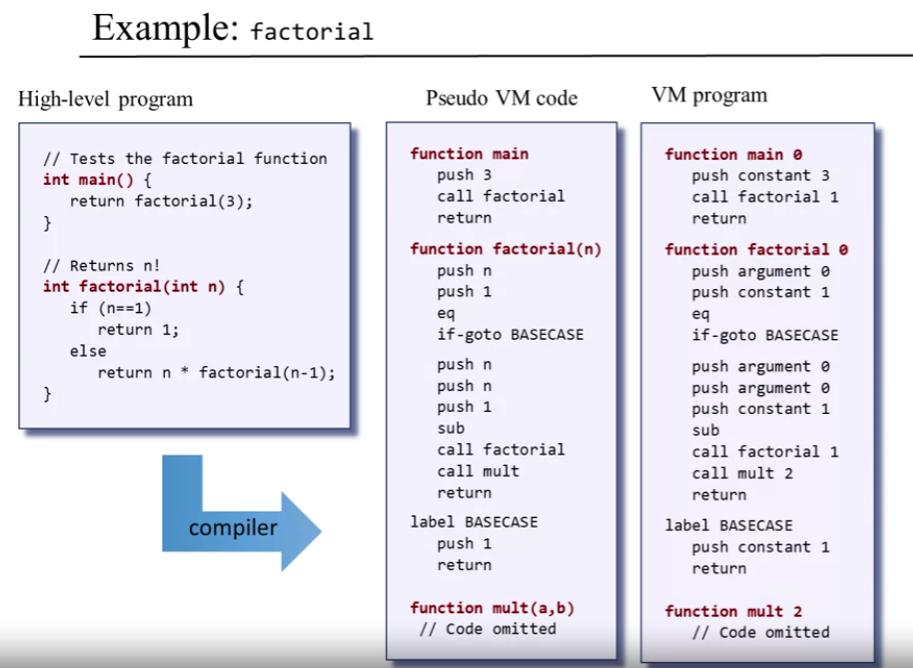 Example: factorial
High-level program
// Tests the factorial function
int main() {
return factorial(3);
}
// Returns n!
int factorial(int n) {
if (n==1)
return 1;
else
return n * factorial(n-1);
}
compiler
Pseudo VM code
function main
push 3
call factorial
return
function factorial(n)
push n
push 1
eq
if-goto BASECASE
push n
push n
push 1
sub
call factorial
call mult
return
label BASECASE
push 1
return
function mult(a,b)
// Code omitted
VM program
function main 0
push constant 3
call factorial 1
return
function factorial 0
push argument 0
push constant 1
eq
if-goto BASECASE
push argument 0
push argument 0
push constant 1
sub
call factorial 1
call mult 2
return
label BASECASE
push constant 1
return
function mult 2
// Code omitted